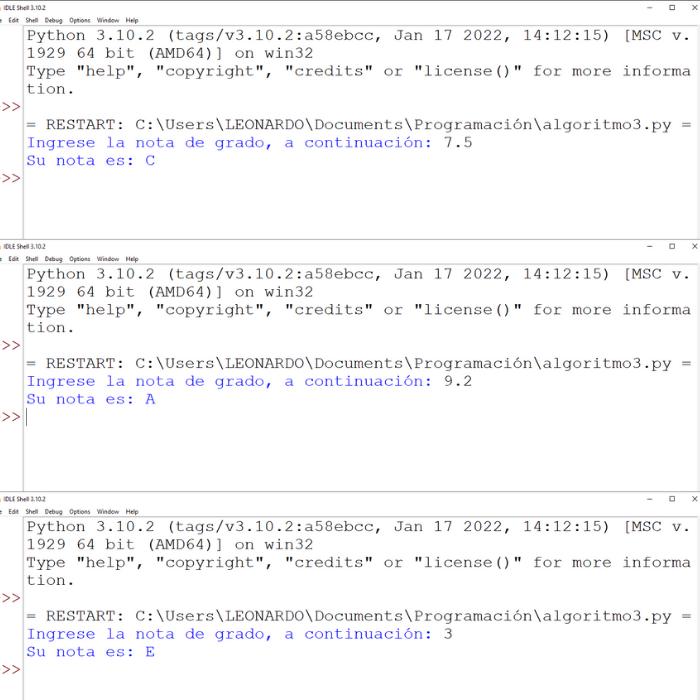 IDLE Shell 3.10.2
Edit Shell Debug Options Window Help
Python 3.10.2 (tags/v3.10.2:a58ebcc, Jan 17 2022, 14:12:15) [MSC v.
1929 64 bit (AMD64)] on win32
Type "help", "copyright", "credits" or "license()" for more informa
tion.
>>
= RESTART: C:\Users\LEONARDO\Documents\Programación\algoritmo3.py =
Ingrese la nota de grado, a continuación: 7.5
Su nota es: C
>>
IDLE Shell 3.10.2
Edit Shell Debug Options Window Help
Python 3.10.2 (tags/v3.10.2:a58ebcc, Jan 17 2022, 14:12:15) [MSC v.
1929 64 bit (AMD64)] on win32
Type "help", "copyright", "credits" or "license()" for more informa
tion.
>>
= RESTART: C:\Users\LEONARDO\Documents\Programación\algoritmo3.py =
Ingrese la nota de grado, a continuación: 9.2
Su nota es: A
>>
IDLE Shell 3.10.2
Edit Shell Debug Options Window Help
Python 3.10.2 (tags/v3.10.2:a58ebcc, Jan 17 2022, 14:12:15) [MSC v.
1929 64 bit (AMD64)] on win32
Type "help", "copyright", "credits" or "license()" for more informa
tion.
>>
= RESTART: C:\Users\LEONARDO\Documents\Programación\algoritmo3.py =
Ingrese la nota de grado, a continuación: 3
Su nota es: E
>>